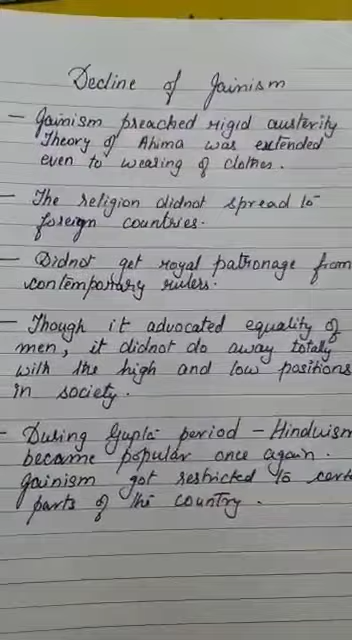 Decline of Jainism
- Jainism preached rigid austerity
Theory of Ahima was extended
even to wearing of clothes.
- The religion didnot spread to
foreign countries.
- Didnot get royal patronage from
contemporary rulers.
- Though it advocated equality of
men, it didnot do away totally
with the high and low positions
in society.
- During Gupta period - Hinduism
became popular once again.
Jainism got restricted to
parts of the country.